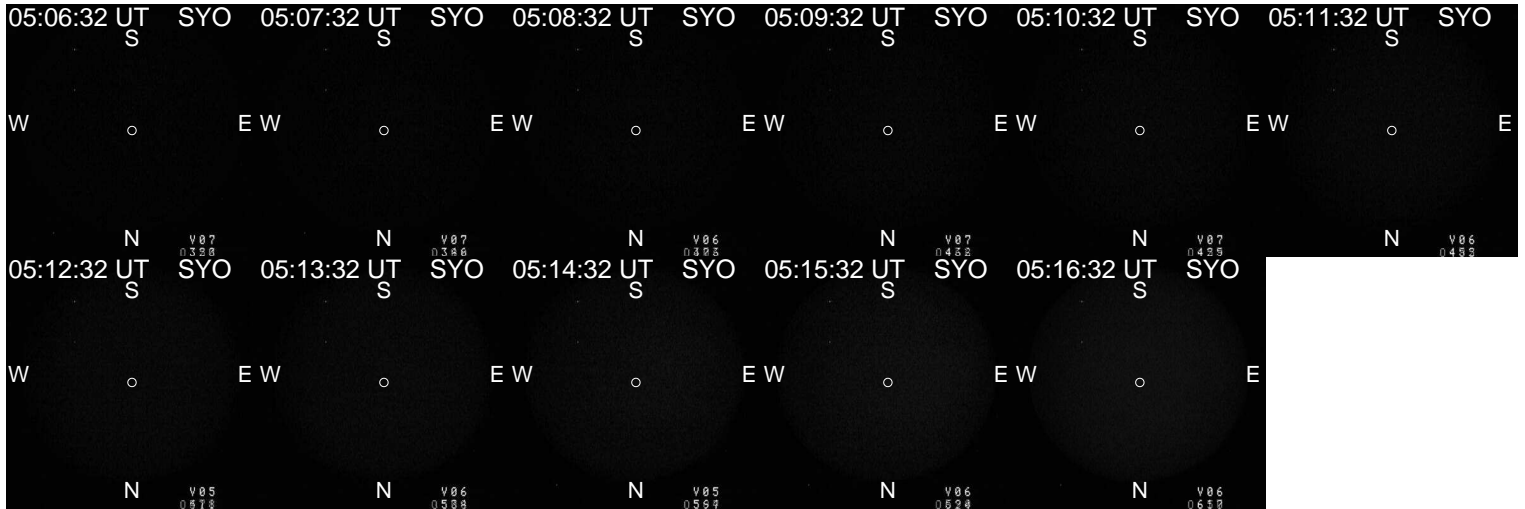 05:06:32 UT SYO 05:07:32 UT SYO 05:08:32 UT SYO 05:09:32 UT SYO 05:10:32 UT SYO 05:11:32 UT SYO
S S S S S S
W E W E W E W E W E W E
N N N N N N
V07 V07 V06 V07 V07 V06
05:12:32 UT SYO 05:13:32 UT SYO 05:14:32 UT SYO 05:15:32 UT SYO 05:16:32 UT SYO
S S S S S
W E W E W E W E W E
N N N N N
V05 V06 V05 V06 V06